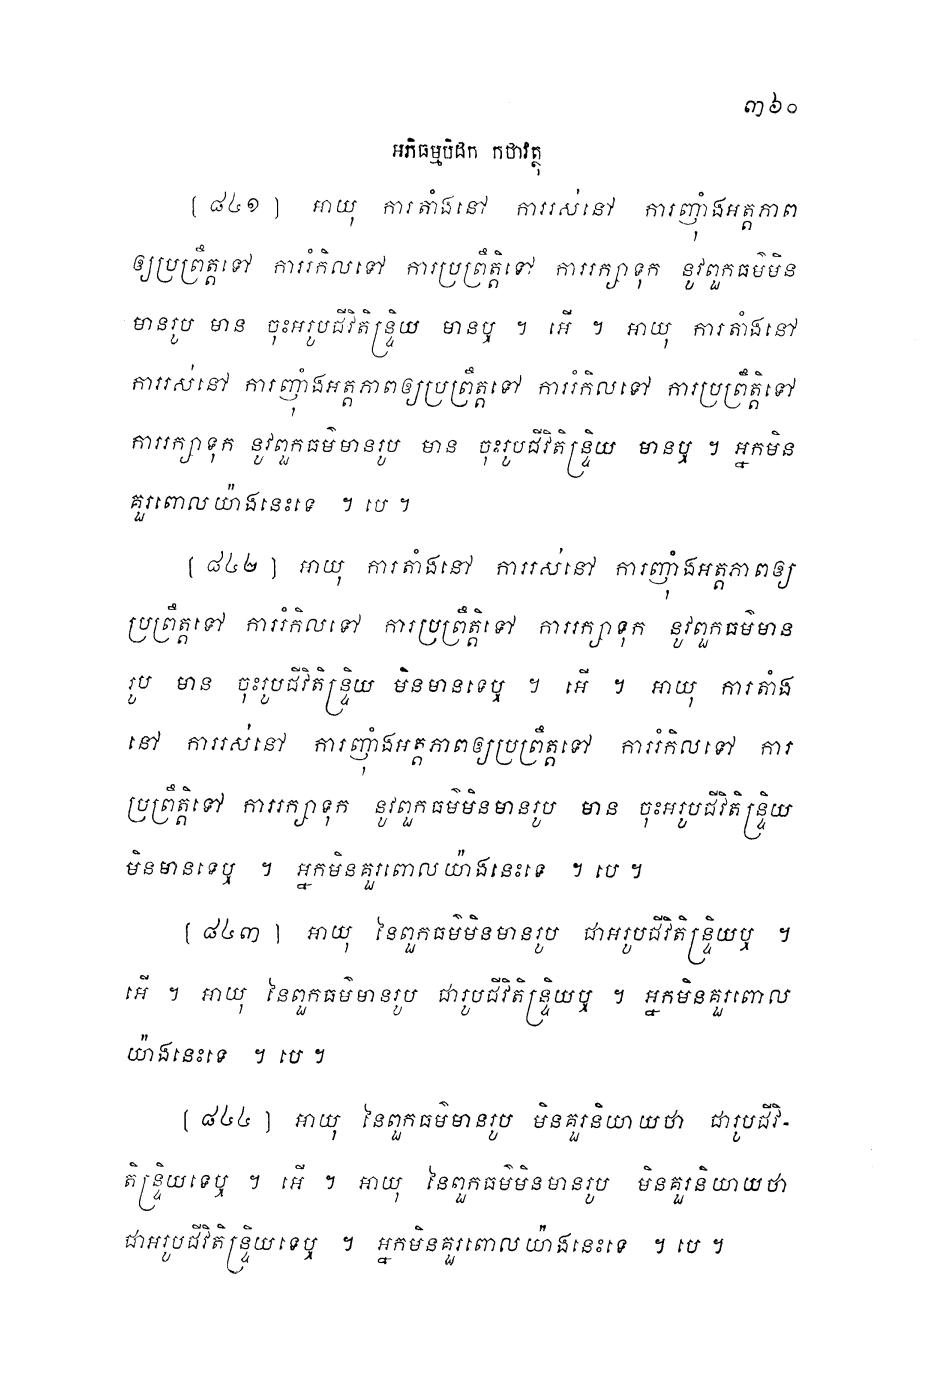 ៣៦០
អភិធម្មបិដក កថាវត្ថុ
[ ៨៤១ ] អាយុ ការតាំងនៅ ការរស់នៅ ការញុំាងអត្តភាព
ឲ្យប្រព្រឹត្តទៅ ការរំកិលទៅ ការប្រព្រឹត្តិទៅ ការរក្សាទុក នូវពួកធម៌មិន
មានរូប មាន ចុះអរូបជីវិតិន្ទ្រិយ មានឬ ។ អើ ។ អាយុ ការតាំងនៅ
ការរស់នៅ ការញុំាងអត្តភាពឲ្យប្រព្រឹត្តទៅ ការរំកិលទៅ ការប្រព្រឹត្តិទៅ
ការរក្សាទុក នូវពួកធម៌មានរូប មាន ចុះរូបជីវិតិន្ទ្រិយ មានឬ ។ អ្នកមិន
គួរពោលយ៉ាងនេះទេ ។ បេ ។
[ ៨៤២ ] អាយុ ការតាំងនៅ ការរស់នៅ ការញុំាងអត្តភាពឲ្យ
ប្រព្រឹត្តទៅ ការរំកិលទៅ ការប្រព្រឹត្តិទៅ ការរក្សាទុក នូវពួកធម៌មាន
រូប មាន ចុះរូបជីវិតិន្ទ្រិយ មិនមានទេឬ ។ អើ ។ អាយុ ការតាំង
នៅ ការរស់នៅ ការញុំាងអត្តភាពឲ្យប្រព្រឹត្តទៅ ការរំកិលទៅ ការ
ប្រព្រឹត្តិទៅ ការរក្សាទុក នូវពួកធម៌មិនមានរូប មាន ចុះអរូបជីវិតិន្ទ្រិយ
មិនមានទេឬ ។ អ្នកមិនគួរពោលយ៉ាងនេះទេ ។ បេ ។
[ ៨៤៣ ] អាយុ នៃពួកធម៌មិនមានរូប ជាអរូបជីវិតិន្ទ្រិយឬ ។
អើ ។ អាយុ នៃពួកធម៌មានរូប ជារូបជីវិតិន្ទ្រិយឬ ។ អ្នកមិនគួរពោល
យ៉ាងនេះទេ ។ បេ ។
[ ៨៤៤ ] អាយុ នៃពួកធម៌មានរូប មិនគួរនិយាយថា ជារូបជីវិ-
តិន្ទ្រិយទេឬ ។ អើ ។ អាយុ នៃពួកធម៌មិនមានរូប មិនគួរនិយាយថា
ជាអរូបជីវិតិន្ទ្រិយទេឬ ។ អ្នកមិនគួរពោលយ៉ាងនេះទេ ។ បេ ។